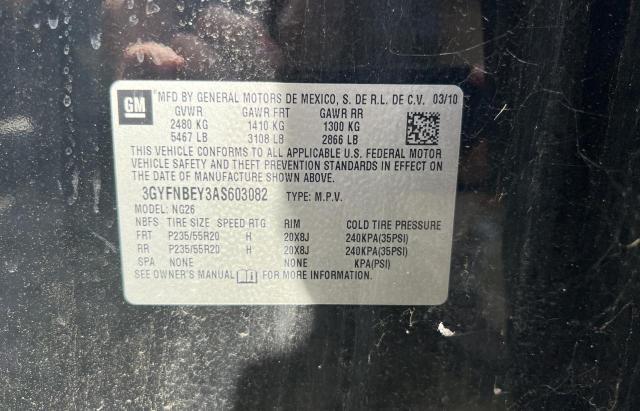 GM MFD BY GENERAL MOTORS DE MEXICO, S. DE R.L. DE C.V. 03/10
GVWR GAWR FRT GAWR RR
2480 KG 1410 KG 1300 KG
5467 LB 3108 LB 2866 LB
THIS VEHICLE CONFORMS TO ALL APPLICABLE U.S. FEDERAL MOTOR
VEHICLE SAFETY AND THEFT PREVENTION STANDARDS IN EFFECT ON
THE DATE OF MANUFACTURE SHOWN ABOVE.
3GYFNBEY3AS603082 TYPE: M.P.V.
MODEL: NG26
NBFS TIRE SIZE SPEED RTG RIM COLD TIRE PRESSURE
FRT P235/55R20 H 20X8J 240KPA(35PSI)
RR P235/55R20 H 20X8J 240KPA(35PSI)
SPA NONE NONE KPA(PSI)
SEE OWNER'S MANUAL FOR MORE INFORMATION.